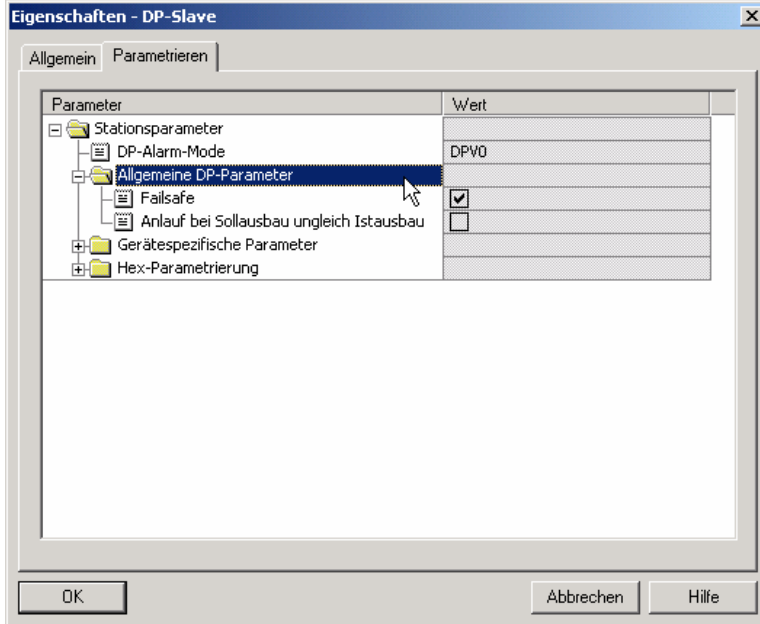 Eigenschaften - DP-Slave
Allgemein Parametrieren
Parameter Wert
Stationsparameter
DP-Alarm-Mode DPV0
Allgemeine DP-Parameter
Failsafe
Anlauf bei Sollausbau ungleich Istausbau
Gerätespezifische Parameter
Hex-Parametrierung
OK Abbrechen Hilfe